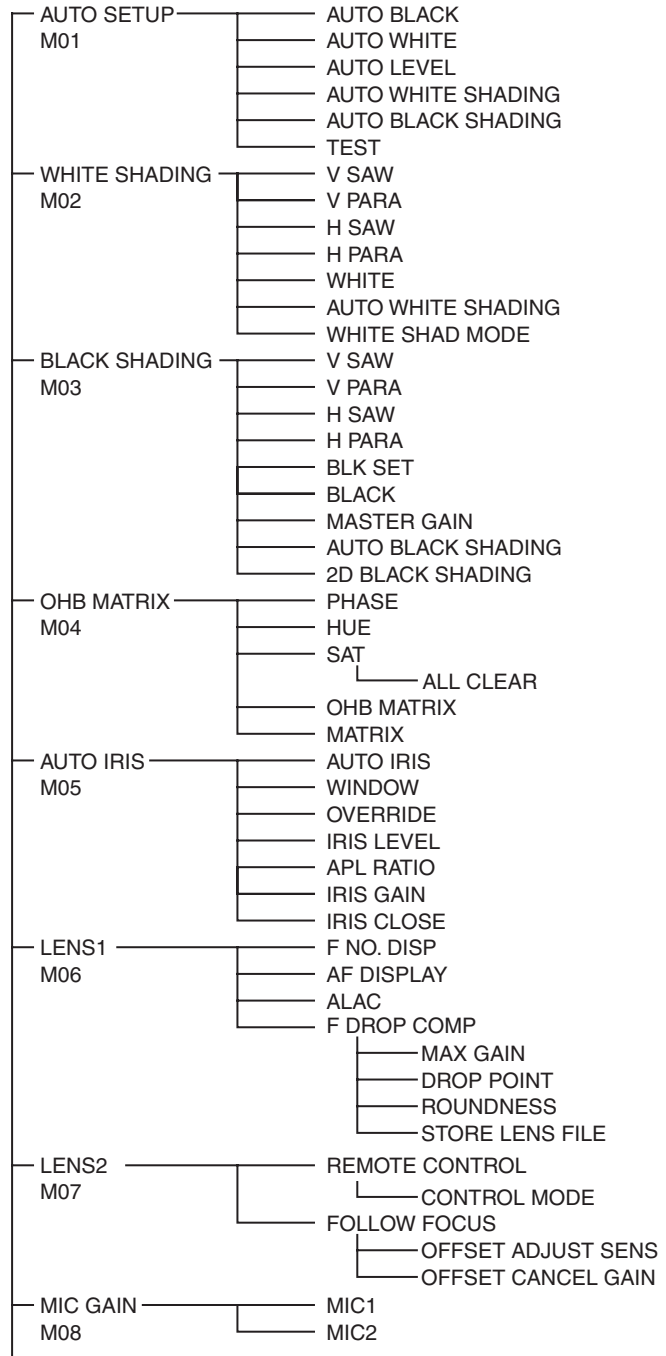 AUTO SETUP AUTO BLACK
M01 AUTO WHITE
AUTO LEVEL
AUTO WHITE SHADING
AUTO BLACK SHADING
TEST
WHITE SHADING V SAW
M02 V PARA
H SAW
H PARA
WHITE
AUTO WHITE SHADING
WHITE SHAD MODE
BLACK SHADING V SAW
M03 V PARA
H SAW
H PARA
BLK SET
BLACK
MASTER GAIN
AUTO BLACK SHADING
2D BLACK SHADING
OHB MATRIX PHASE
M04 HUE
SAT
ALL CLEAR
OHB MATRIX
MATRIX
AUTO IRIS AUTO IRIS
M05 WINDOW
OVERRIDE
IRIS LEVEL
APL RATIO
IRIS GAIN
IRIS CLOSE
LENS1 F NO. DISP
M06 AF DISPLAY
ALAC
F DROP COMP
MAX GAIN
DROP POINT
ROUNDNESS
STORE LENS FILE
LENS2 REMOTE CONTROL
M07 CONTROL MODE
FOLLOW FOCUS
OFFSET ADJUST SENS
OFFSET CANCEL GAIN
MIC GAIN MIC1
M08 MIC2